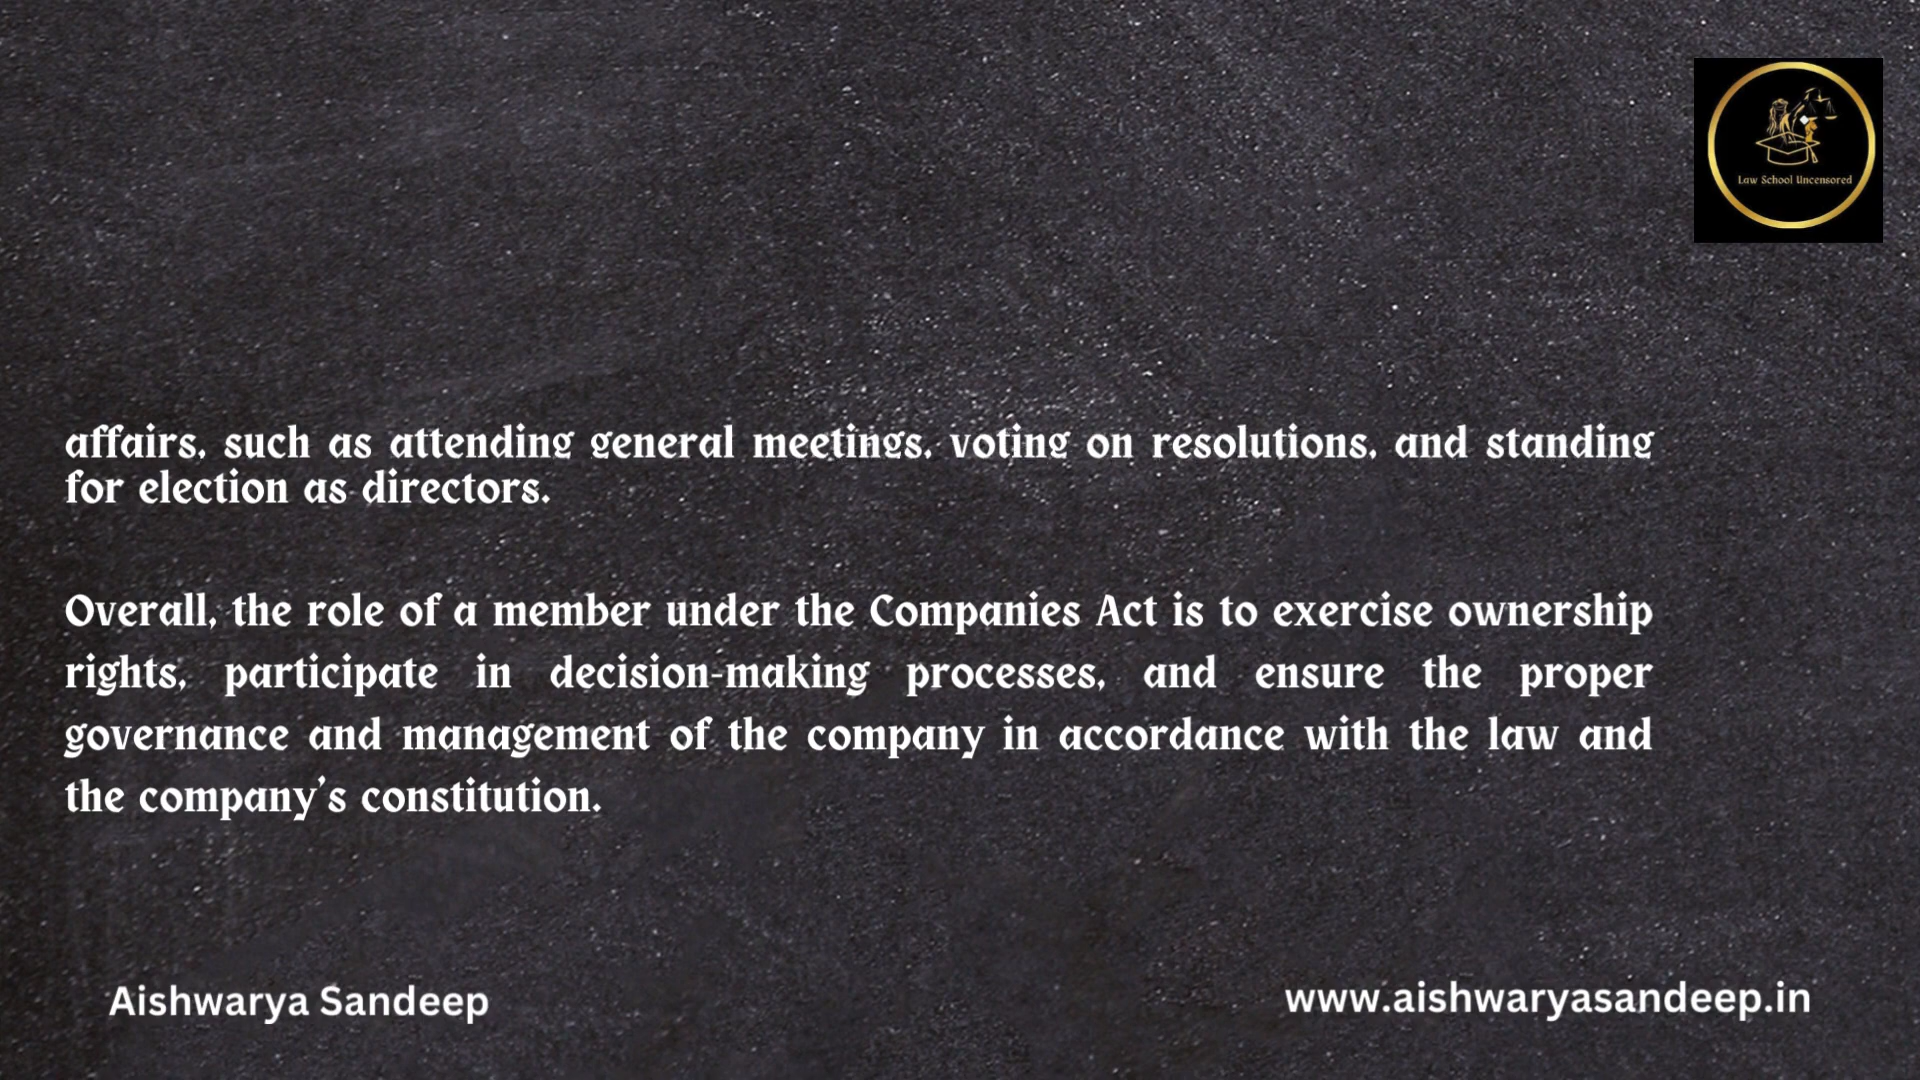 Law School Uncensored
affairs, such as attending general meetings, voting on resolutions, and standing
for election as directors.
Overall, the role of a member under the Companies Act is to exercise ownership
rights, participate in decision-making processes, and ensure the proper
governance and management of the company in accordance with the law and
the company's constitution.
Aishwarya Sandeep
www.aishwaryasandeep.in